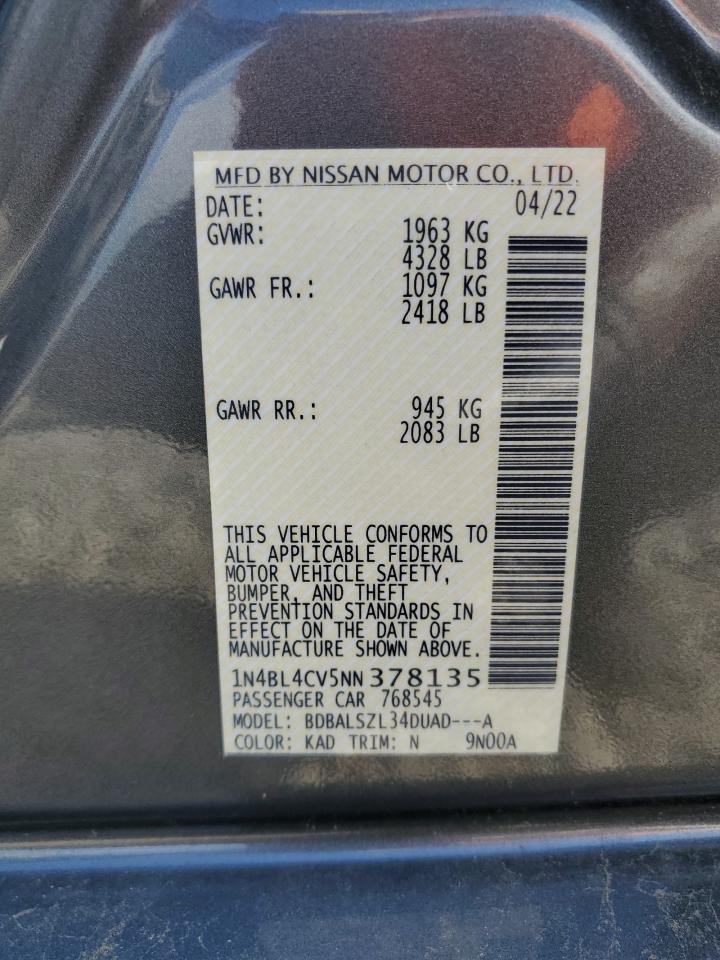 MFD BY NISSAN MOTOR CO., LTD.
DATE: 04/22
GVWR: 1963 KG
4328 LB
GAWR FR.: 1097 KG
2418 LB
GAWR RR.: 945 KG
2083 LB
THIS VEHICLE CONFORMS TO
ALL APPLICABLE FEDERAL
MOTOR VEHICLE SAFETY,
BUMPER, AND THEFT
PREVENTION STANDARDS IN
EFFECT ON THE DATE OF
MANUFACTURE SHOWN ABOVE.
1N4BL4CV5NN378135
PASSENGER CAR 768545
MODEL: BDBALSZL34DUAD---A
COLOR: KAD TRIM: N 9N00A